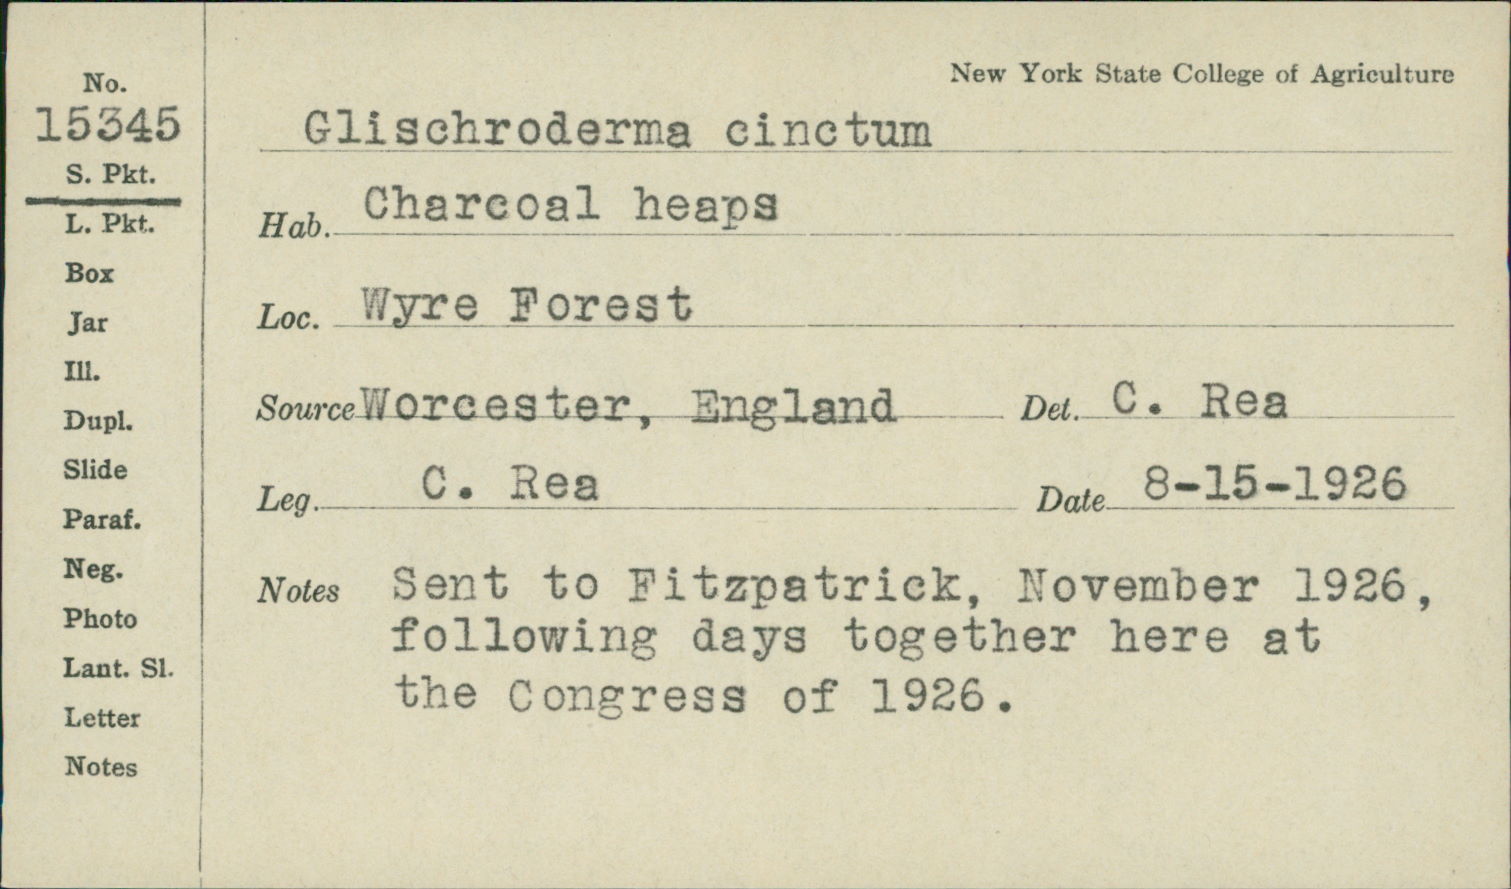 New York State College of Agriculture
No.
15345
S. Pkt.
L. Pkt.
Box
Jar
Ill.
Dupl.
Slide
Paraf.
Neg.
Photo
Lant. Sl.
Letter
Notes
Glischroderma cinctum
Hab. Charcoal heaps
Loc. Wyre Forest
Source Worcester, England Det. C. Rea
Leg. C. Rea Date 8-15-1926
Notes Sent to Fitzpatrick, November 1926,
following days together here at
the Congress of 1926.